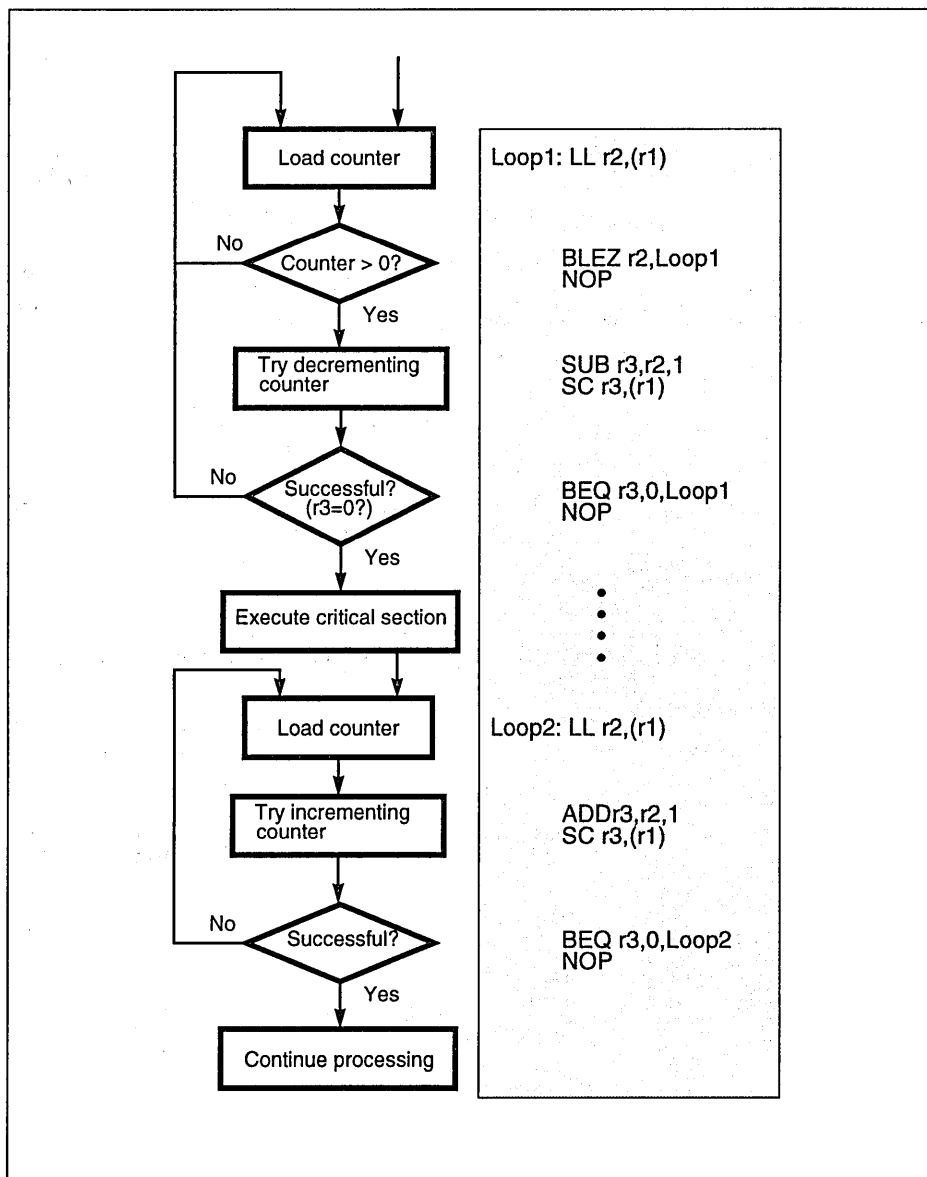 Load counter
No
Counter > 0?
Yes
Try decrementing
counter
No
Successful?
(r3=0?)
Yes
Execute critical section
Load counter
Try incrementing
counter
No
Successful?
Yes
Continue processing
Loop1: LL r2,(r1)
BLEZ r2,Loop1
NOP
SUB r3,r2,1
SC r3,(r1)
BEQ r3,0,Loop1
NOP
Loop2: LL r2,(r1)
ADDr3,r2,1
SC r3,(r1)
BEQ r3,0,Loop2
NOP